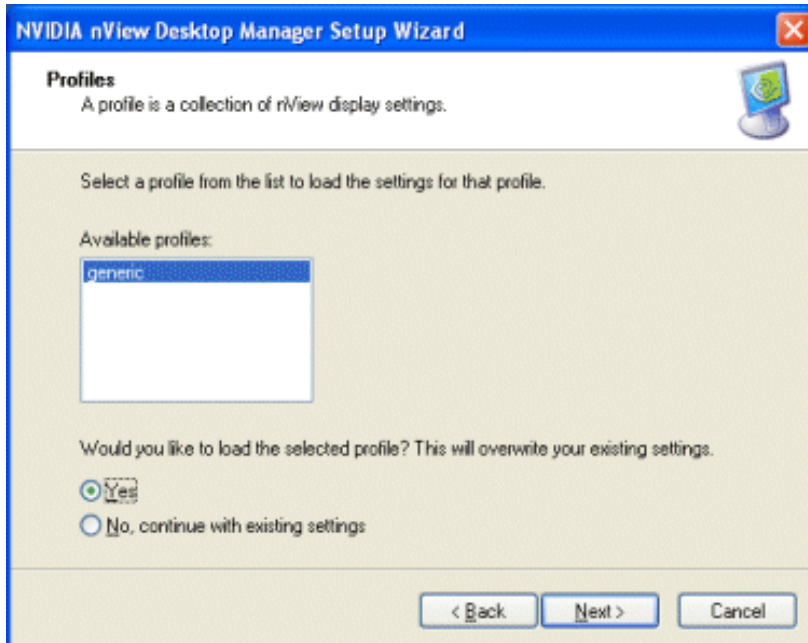 NVIDIA nView Desktop Manager Setup Wizard
Profiles
A profile is a collection of nView display settings.
Select a profile from the list to load the settings for that profile.
Available profiles:
generic
Would you like to load the selected profile? This will overwrite your existing settings.
Yes
No, continue with existing settings
< Back Next > Cancel